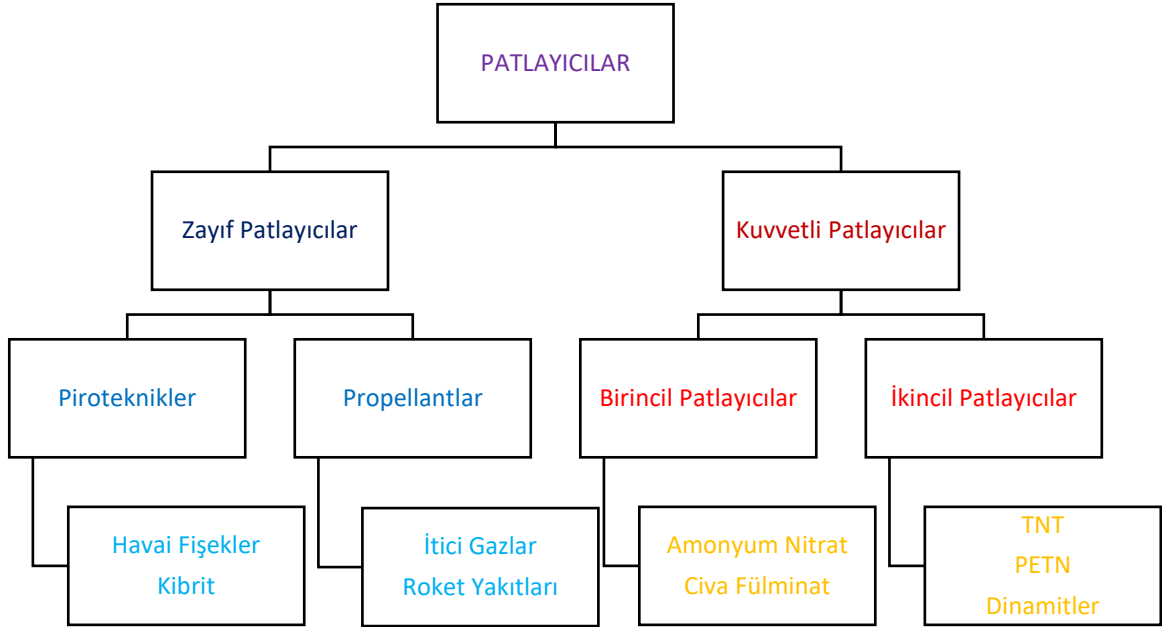 PATLAYICILAR
Zayıf Patlayıcılar
Kuvvetli Patlayıcılar
Piroteknikler
Propellantlar
Birincil Patlayıcılar
İkincil Patlayıcılar
Havai Fişekler
Kibrit
İtici Gazlar
Roket Yakıtları
Amonyum Nitrat
Civa Fülminat
TNT
PETN
Dinamitler